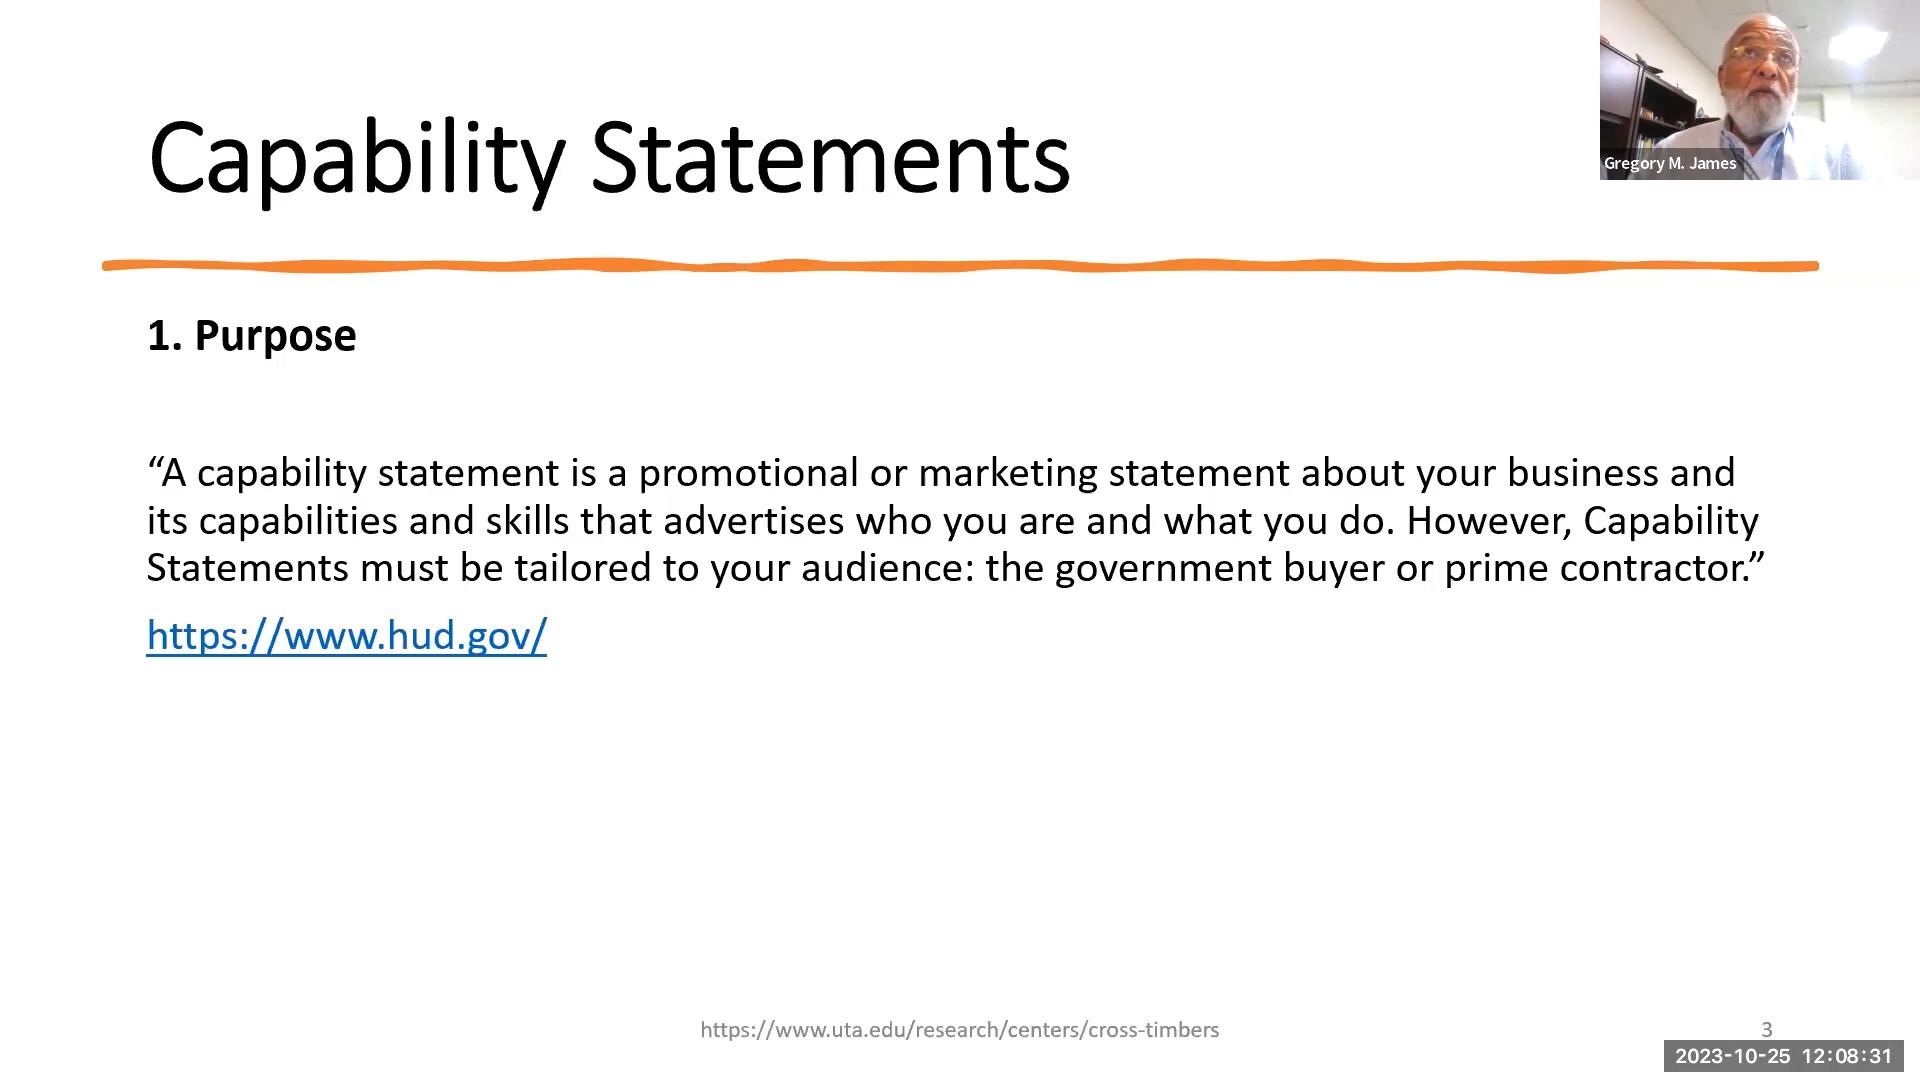 Capability Statements
Gregory M. James
1. Purpose
“A capability statement is a promotional or marketing statement about your business and
its capabilities and skills that advertises who you are and what you do. However, Capability
Statements must be tailored to your audience: the government buyer or prime contractor.”
https://www.hud.gov/
https://www.uta.edu/research/centers/cross-timbers
3
2023-10-25 12:08:31